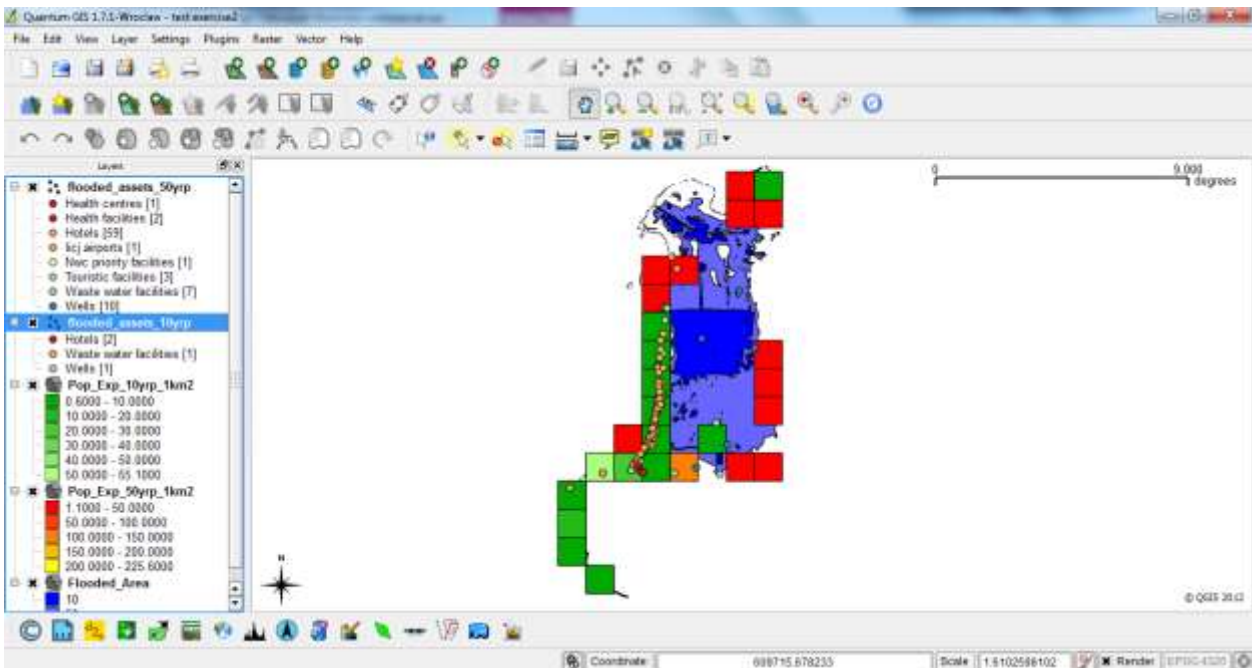 Quantum GIS 1.7.1-Wroclaw - test exercise2
File Edit View Layer Settings Plugins Raster Vector Help
Layers
flooded_assets_50yrp
Health centres [1]
Health facilities [2]
Hotels [59]
licj airports [1]
Nwc priority facilities [1]
Touristic facilities [3]
Waste water facilities [7]
Wells [10]
flooded_assets_10yrp
Hotels [2]
Waste water facilities [1]
Wells [1]
Pop_Exp_10yrp_1km2
0.6000 - 10.0000
10.0000 - 20.0000
20.0000 - 30.0000
30.0000 - 40.0000
40.0000 - 50.0000
50.0000 - 65.1000
Pop_Exp_50yrp_1km2
1.1000 - 50.0000
50.0000 - 100.0000
100.0000 - 150.0000
150.0000 - 200.0000
200.0000 - 225.6000
Flooded_Area
10
0 9.000
degrees
N
© QGIS 2012
Coordinate Scale Render